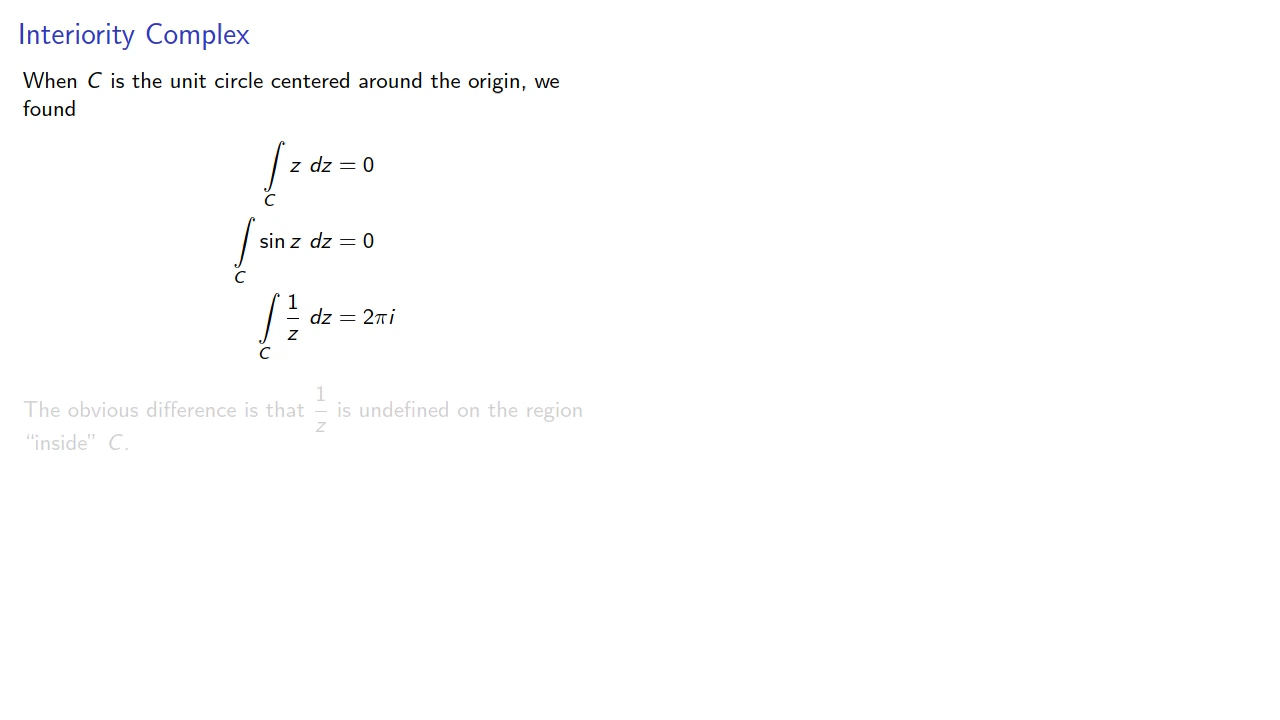 Interiority Complex
When C is the unit circle centered around the origin, we
found
∫_C z dz = 0
∫_C sin z dz = 0
∫_C 1/z dz = 2πi
The obvious difference is that 1/z is undefined on the region
“inside” C.